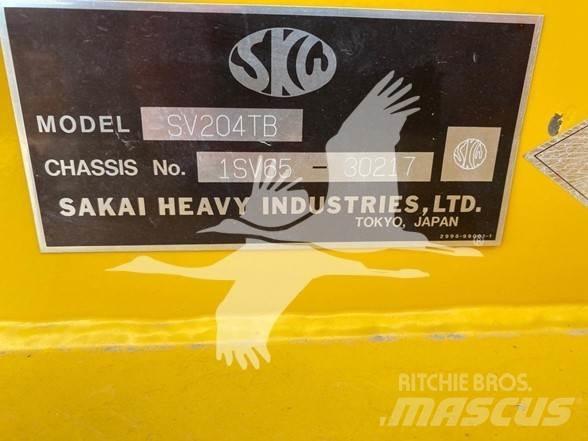 SKW
MODEL SV204TB
CHASSIS No. 1SV65 - 30217
SKW
SAKAI HEAVY INDUSTRIES, LTD.
TOKYO, JAPAN
RITCHIE BROS.
MASCUS